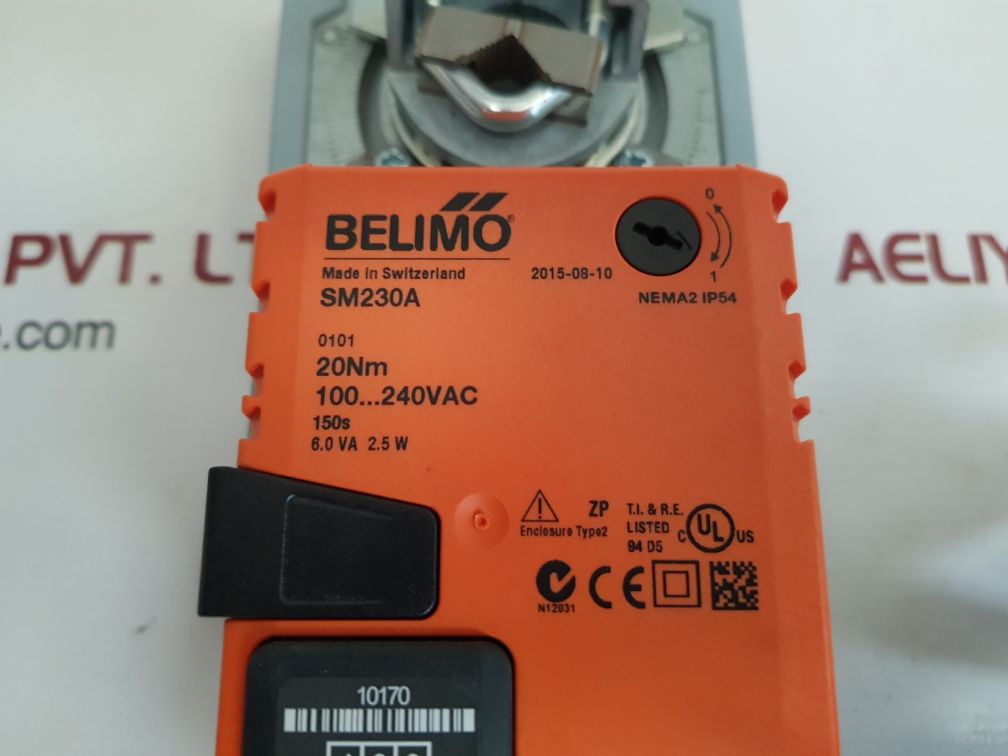 PVT. LT
AELIY
e.com
BELIMO®
Made in Switzerland 2015-08-10
SM230A
0
1
NEMA2 IP54
0101
20Nm
100...240VAC
150s
6.0 VA 2.5 W
ZP
Enclosure Type2
T.I. & R.E.
LISTED
94 D5
C UL US
N12031
CE
10170